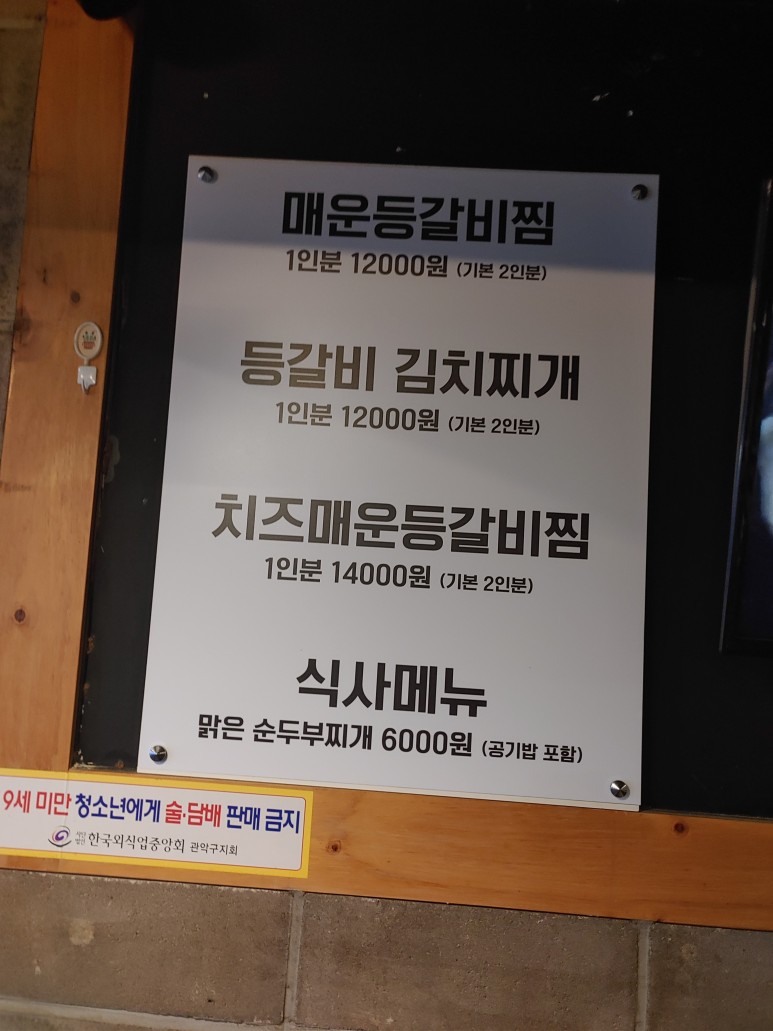 매운등갈비찜
1인분 12000원 (기본 2인분)
등갈비 김치찌개
1인분 12000원 (기본 2인분)
치즈매운등갈비찜
1인분 14000원 (기본 2인분)
식사메뉴
맑은 순두부찌개 6000원 (공기밥 포함)
9세 미만 청소년에게 술·담배 판매 금지
한국외식업중앙회 관악구지회